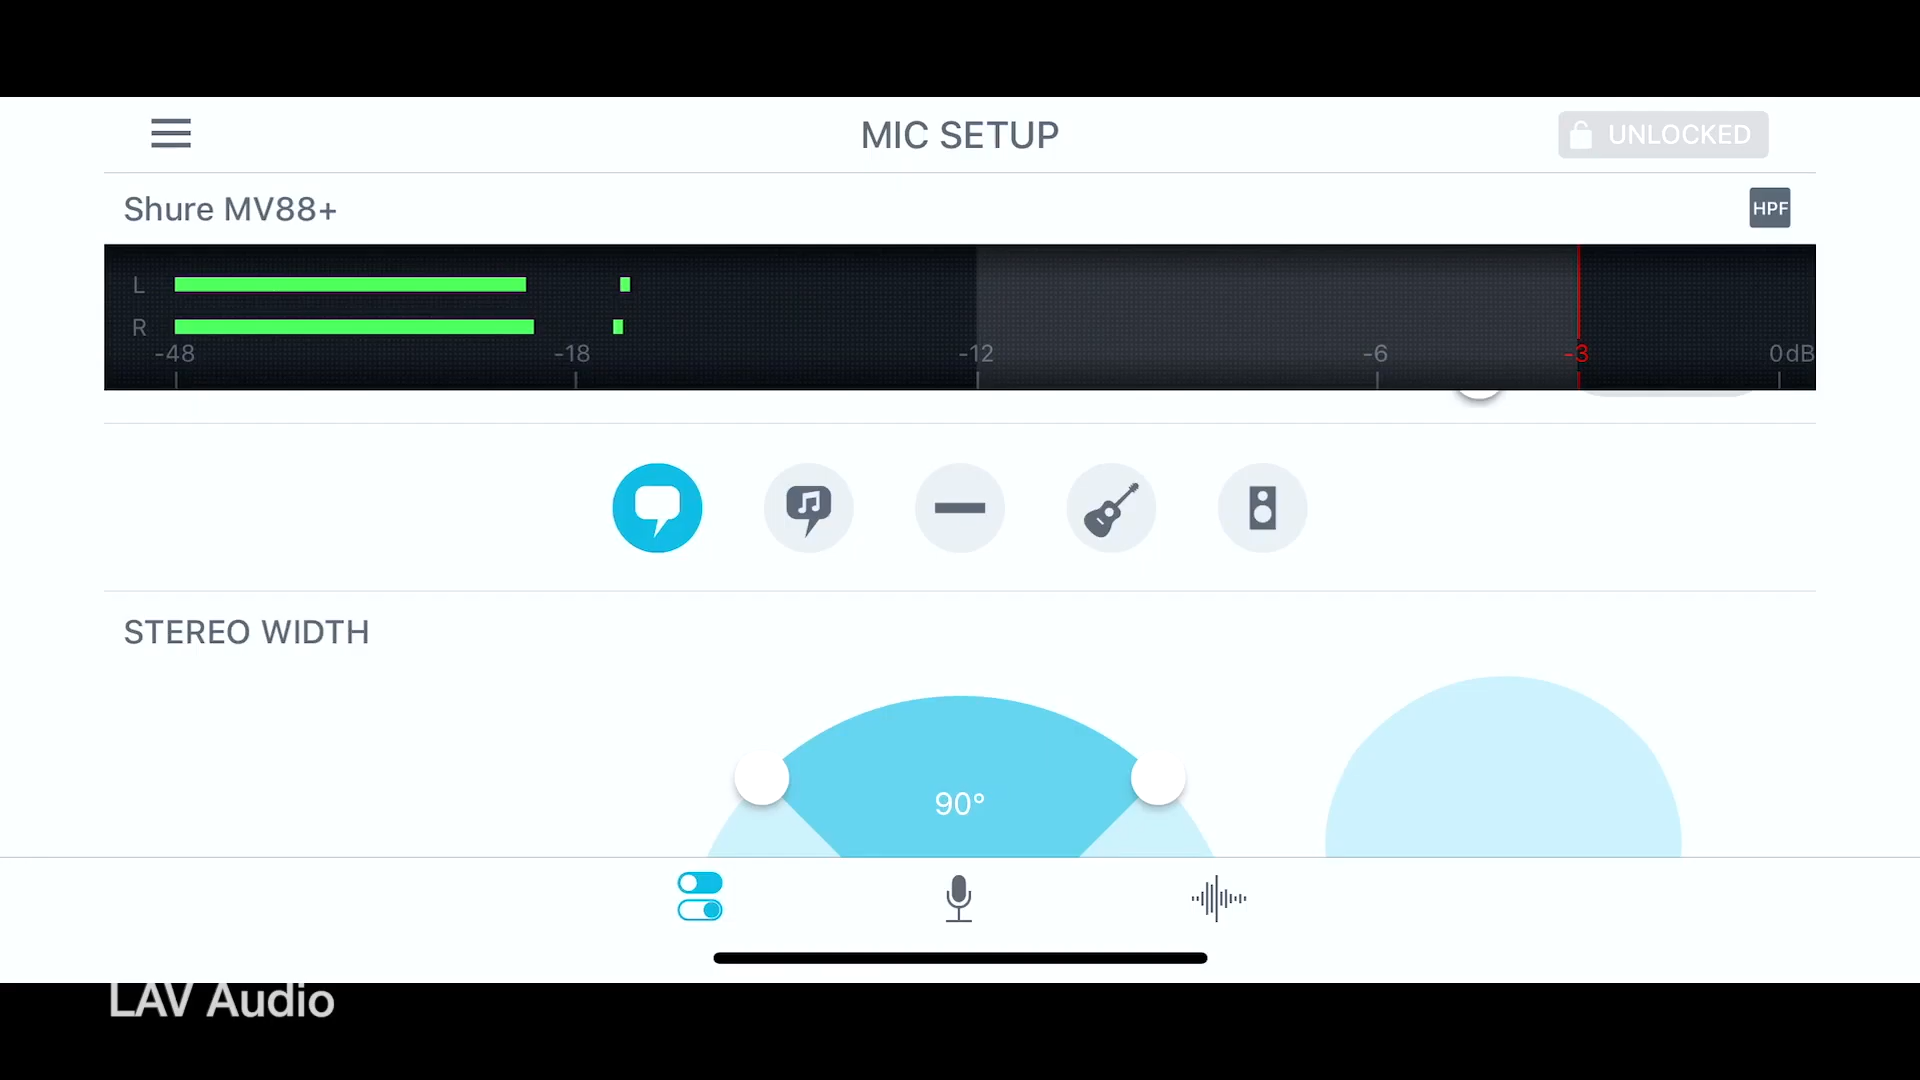 MIC SETUP
UNLOCKED
Shure MV88+
HPF
L
R
-48 -18 -12 -6 -3 0dB
STEREO WIDTH
90°
LAV Audio